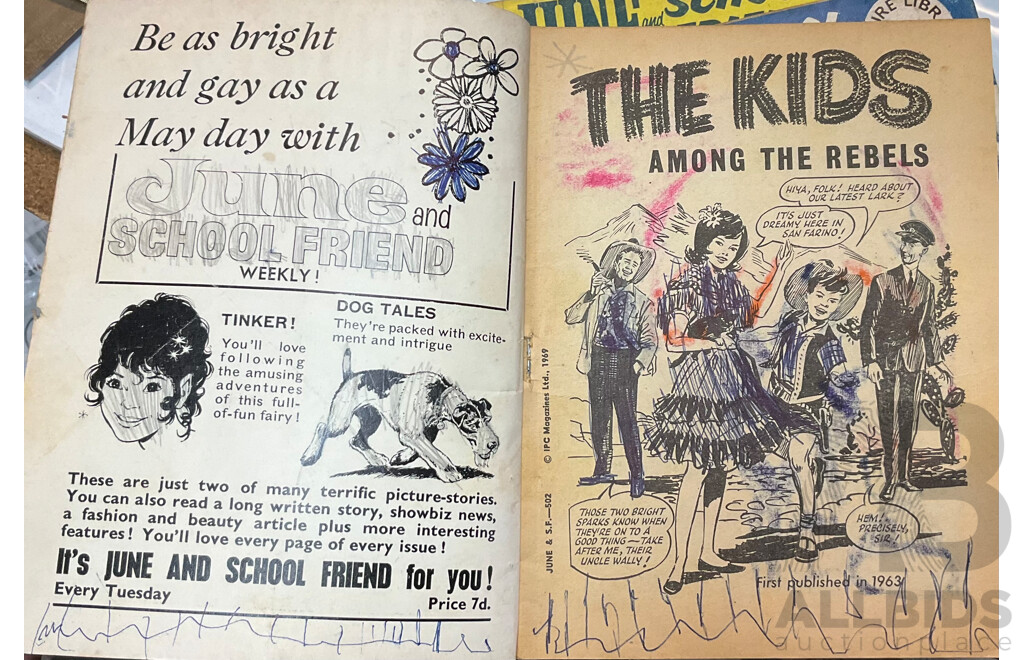 Be as bright
and gay as a
May day with
June and
SCHOOL FRIEND
WEEKLY!
TINKER!
You'll love
following
the amusing
adventures
of this full-
of-fun fairy!
DOG TALES
They're packed with excite-
ment and intrigue
These are just two of many terrific picture-stories.
You can also read a long written story, showbiz news,
a fashion and beauty article plus more interesting
features! You'll love every page of every issue!
It's JUNE AND SCHOOL FRIEND for you!
Every Tuesday
Price 7d.
JUNE and
THE KIDS
AMONG THE REBELS
HIYA, FOLK! HEARD ABOUT
OUR LATEST LARK?
IT'S JUST
DREAMY HERE IN
SAN FARINO!
THOSE TWO BRIGHT
SPARKS KNOW WHEN
THEY'RE ON TO A
GOOD THING—TAKE
AFTER ME, THEIR
UNCLE WALLY!
HEM!
PRECISELY,
SIR!
First published in 1963
JUNE & S.F.—502
© IPC Magazines Ltd., 1969
ALLBIDS
auctionplace